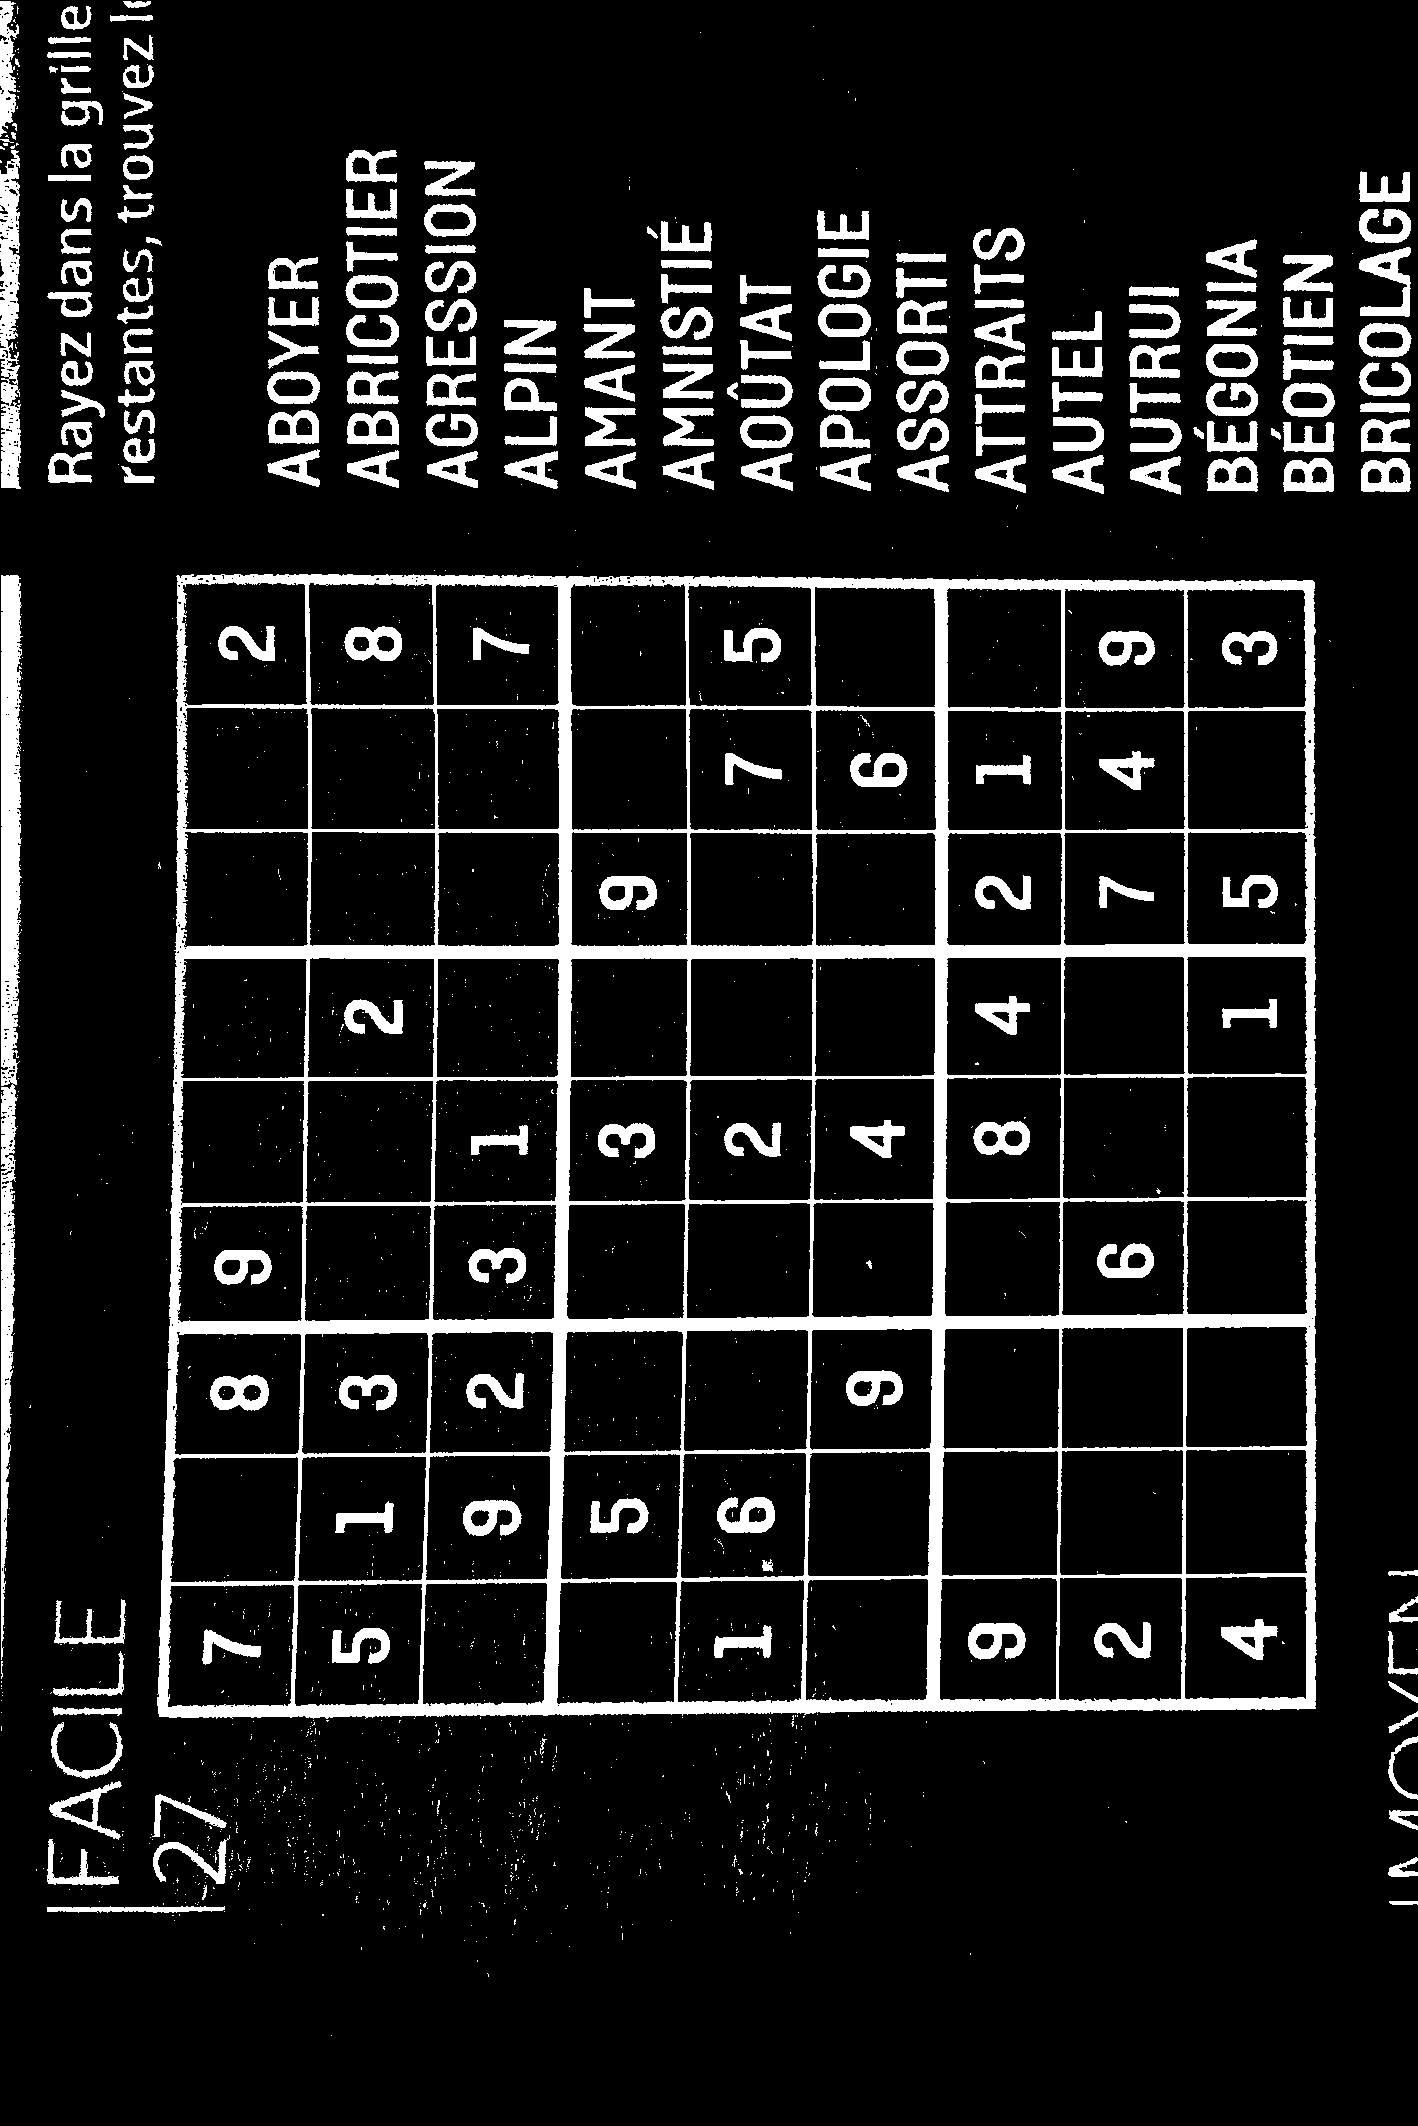 FACILE
27
7 8 9 2
5 1 3 2 8
9 2 3 1 7
5 3 9
1 6 2 7 5
9 4 6
9 8 4 2 1
2 6 7 4 9
4 1 5 3
MOYEN
Rayez dans la grille
restantes, trouvez
ABOYER
ABRICOTIER
AGRESSION
ALPIN
AMANT
AMNISTIÉ
AOÛTAT
APOLOGIE
ASSORTI
ATTRAITS
AUTEL
AUTRUI
BÉGONIA
BÉOTIEN
BRICOLAGE